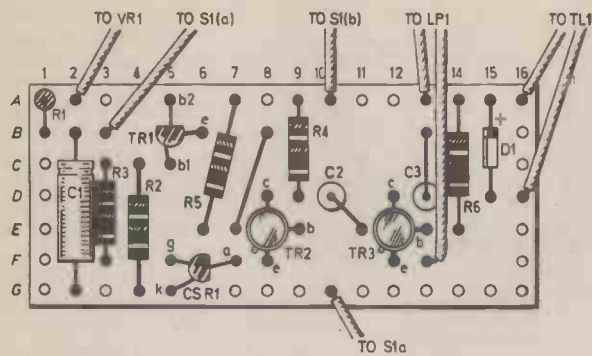 TO VR1 TO S1(a) TO S1(b) TO LP1 TO TL1
1 2 3 4 5 6 7 8 9 10 11 12 14 15 16
A R1 b2
B TR1 e R4 + D1
C C1 R3 b1 C2 C3
D R2 R5 c c R6
E b b
F g a TR2 TR3
G k CSR1 e e
TO S1a